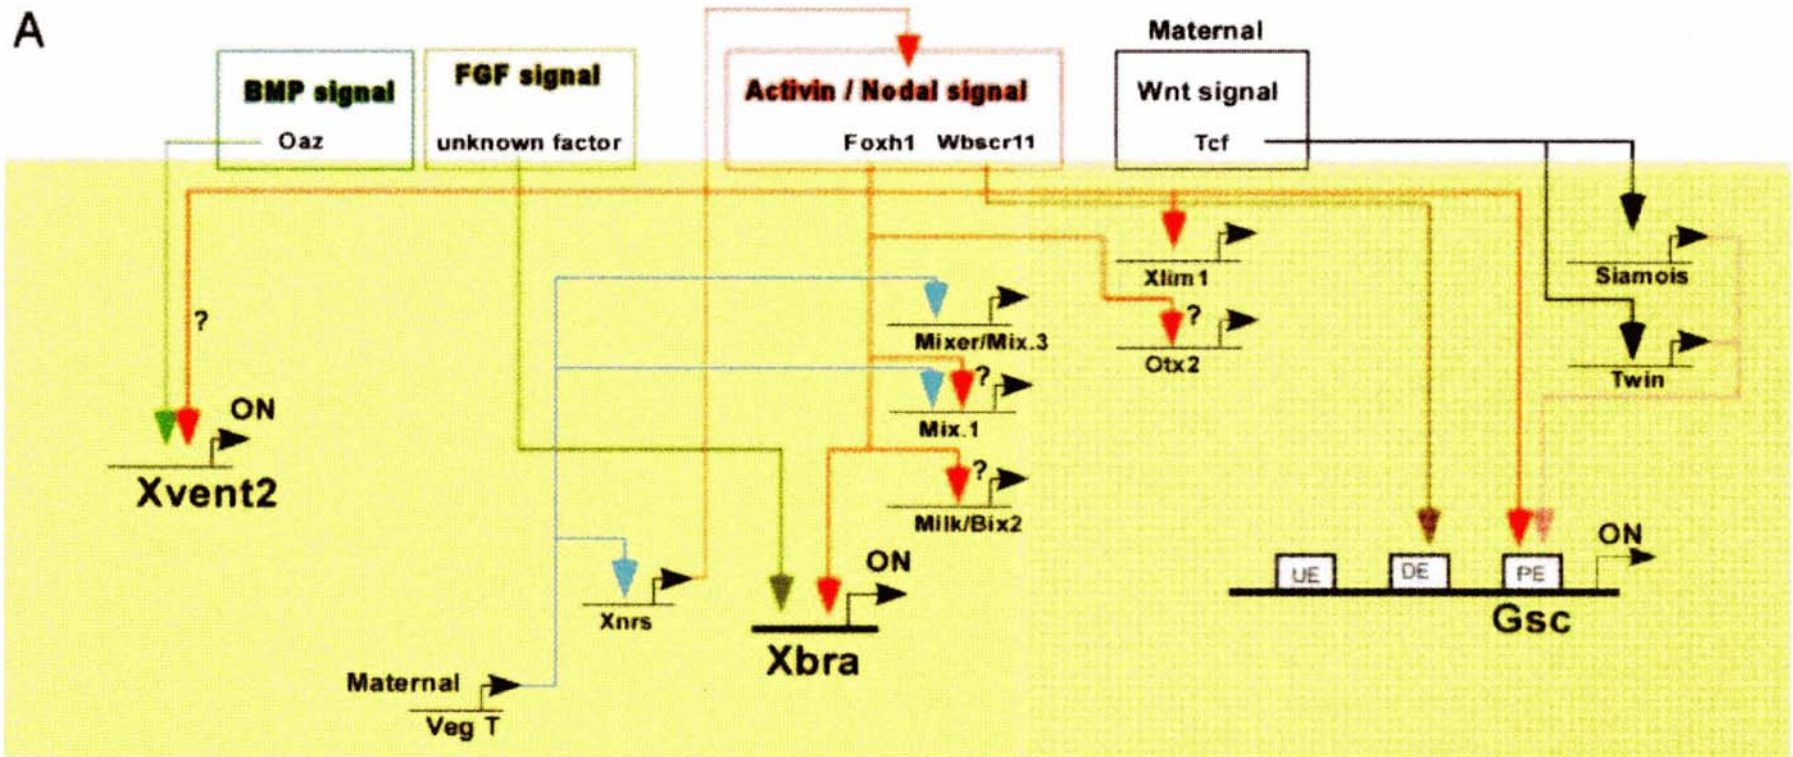 A
Maternal
BMP signal
Oaz
FGF signal
unknown factor
Activin / Nodal signal
Foxh1 Wbscr11
Wnt signal
Tcf
Xlim1
Siamois
?
?
Mixer/Mix.3
Otx2
Twin
?
Mix.1
ON
Xvent2
?
Milk/Bix2
ON
ON
UE
DE
PE
Xnrs
Gsc
Xbra
Maternal
Veg T